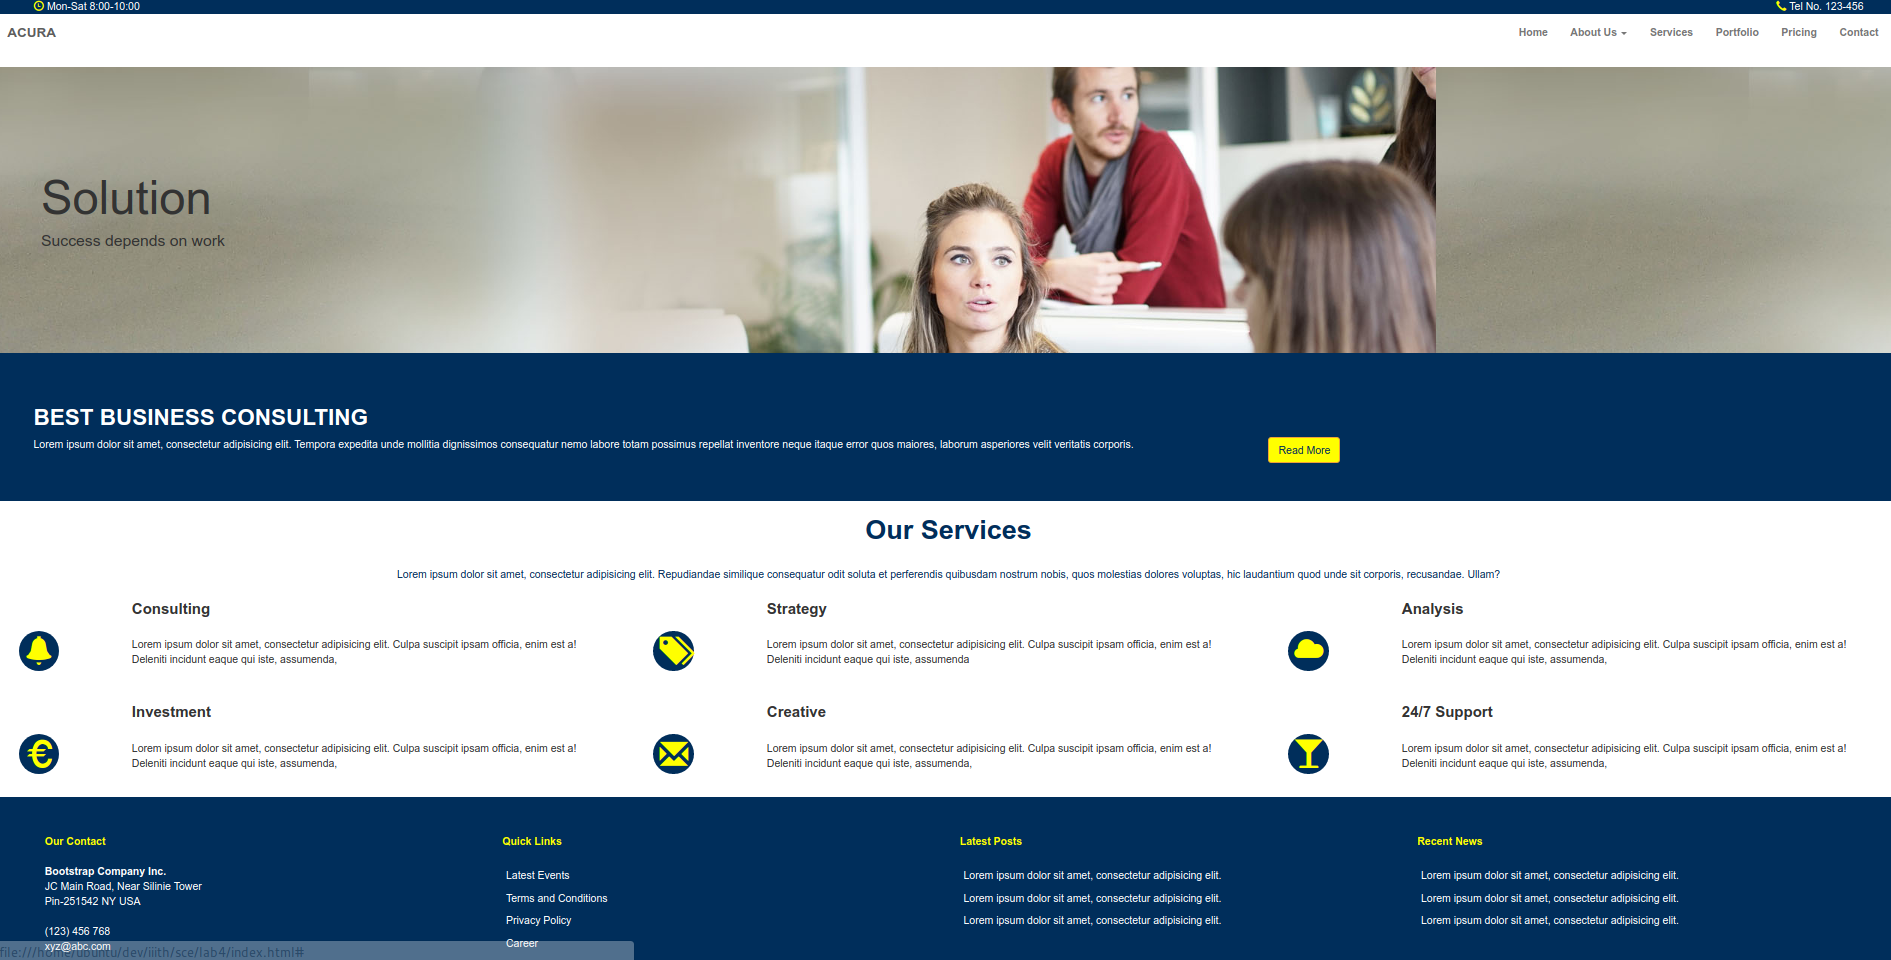 Mon-Sat 8:00-10:00
Tel No. 123-456
ACURA
Home
About Us
Services
Portfolio
Pricing
Contact
Solution
Success depends on work
BEST BUSINESS CONSULTING
Lorem ipsum dolor sit amet, consectetur adipisicing elit. Tempora expedita unde mollitia dignissimos consequatur nemo labore totam possimus repellat inventore neque itaque error quos maiores, laborum asperiores velit veritatis corporis.
Read More
Our Services
Lorem ipsum dolor sit amet, consectetur adipisicing elit. Repudiandae similique consequatur odit soluta et perferendis quibusdam nostrum nobis, quos molestias dolores voluptas, hic laudantium quod unde sit corporis, recusandae. Ullam?
Consulting
Lorem ipsum dolor sit amet, consectetur adipisicing elit. Culpa suscipit ipsam officia, enim est a!
Deleniti incidunt eaque qui iste, assumenda,
Strategy
Lorem ipsum dolor sit amet, consectetur adipisicing elit. Culpa suscipit ipsam officia, enim est a!
Deleniti incidunt eaque qui iste, assumenda
Analysis
Lorem ipsum dolor sit amet, consectetur adipisicing elit. Culpa suscipit ipsam officia, enim est a!
Deleniti incidunt eaque qui iste, assumenda,
Investment
Lorem ipsum dolor sit amet, consectetur adipisicing elit. Culpa suscipit ipsam officia, enim est a!
Deleniti incidunt eaque qui iste, assumenda,
Creative
Lorem ipsum dolor sit amet, consectetur adipisicing elit. Culpa suscipit ipsam officia, enim est a!
Deleniti incidunt eaque qui iste, assumenda,
24/7 Support
Lorem ipsum dolor sit amet, consectetur adipisicing elit. Culpa suscipit ipsam officia, enim est a!
Deleniti incidunt eaque qui iste, assumenda,
Our Contact
Bootstrap Company Inc.
JC Main Road, Near Silinie Tower
Pin-251542 NY USA
(123) 456 768
xyz@abc.com
Quick Links
Latest Events
Terms and Conditions
Privacy Policy
Career
Latest Posts
Lorem ipsum dolor sit amet, consectetur adipisicing elit.
Lorem ipsum dolor sit amet, consectetur adipisicing elit.
Lorem ipsum dolor sit amet, consectetur adipisicing elit.
Recent News
Lorem ipsum dolor sit amet, consectetur adipisicing elit.
Lorem ipsum dolor sit amet, consectetur adipisicing elit.
Lorem ipsum dolor sit amet, consectetur adipisicing elit.
file:///home/ubuntu/dev/iiith/sce/lab4/index.html#